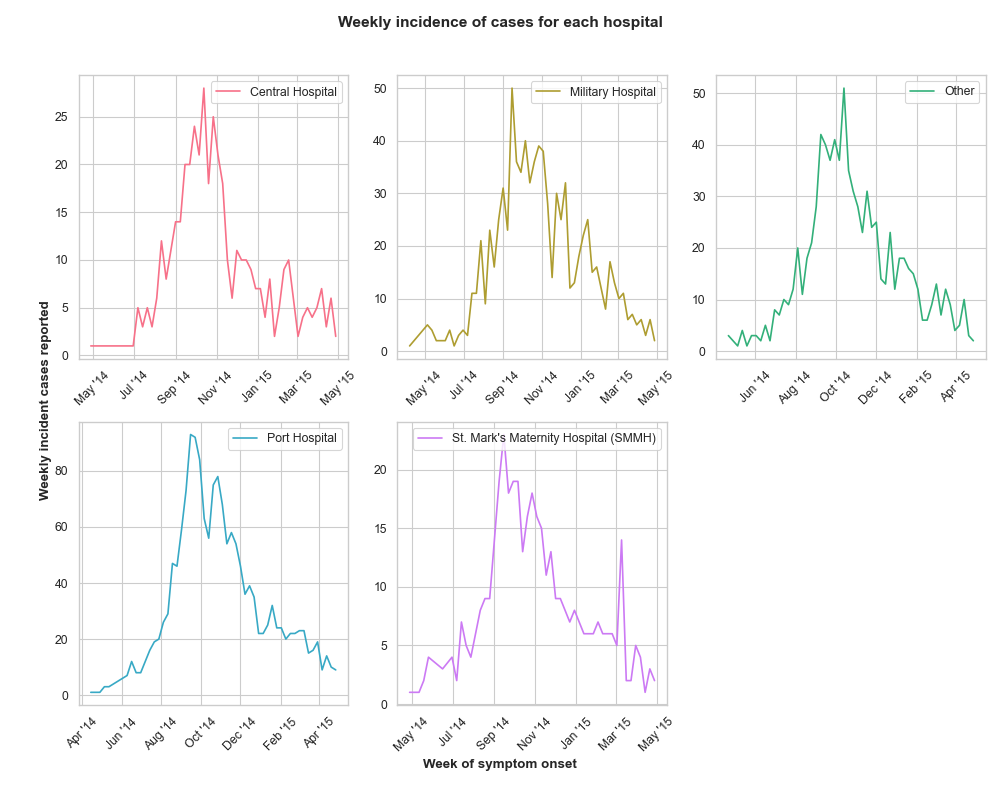 Weekly incidence of cases for each hospital
Weekly incident cases reported
Central Hospital
25
20
15
10
5
0
May '14 Jul '14 Sep '14 Nov '14 Jan '15 Mar '15 May '15
Military Hospital
50
40
30
20
10
0
May '14 Jul '14 Sep '14 Nov '14 Jan '15 Mar '15 May '15
Other
50
40
30
20
10
0
Jun '14 Aug '14 Oct '14 Dec '14 Feb '15 Apr '15
Port Hospital
80
60
40
20
0
Apr '14 Jun '14 Aug '14 Oct '14 Dec '14 Feb '15 Apr '15
St. Mark's Maternity Hospital (SMMH)
20
15
10
5
0
May '14 Jul '14 Sep '14 Nov '14 Jan '15 Mar '15 May '15
Week of symptom onset